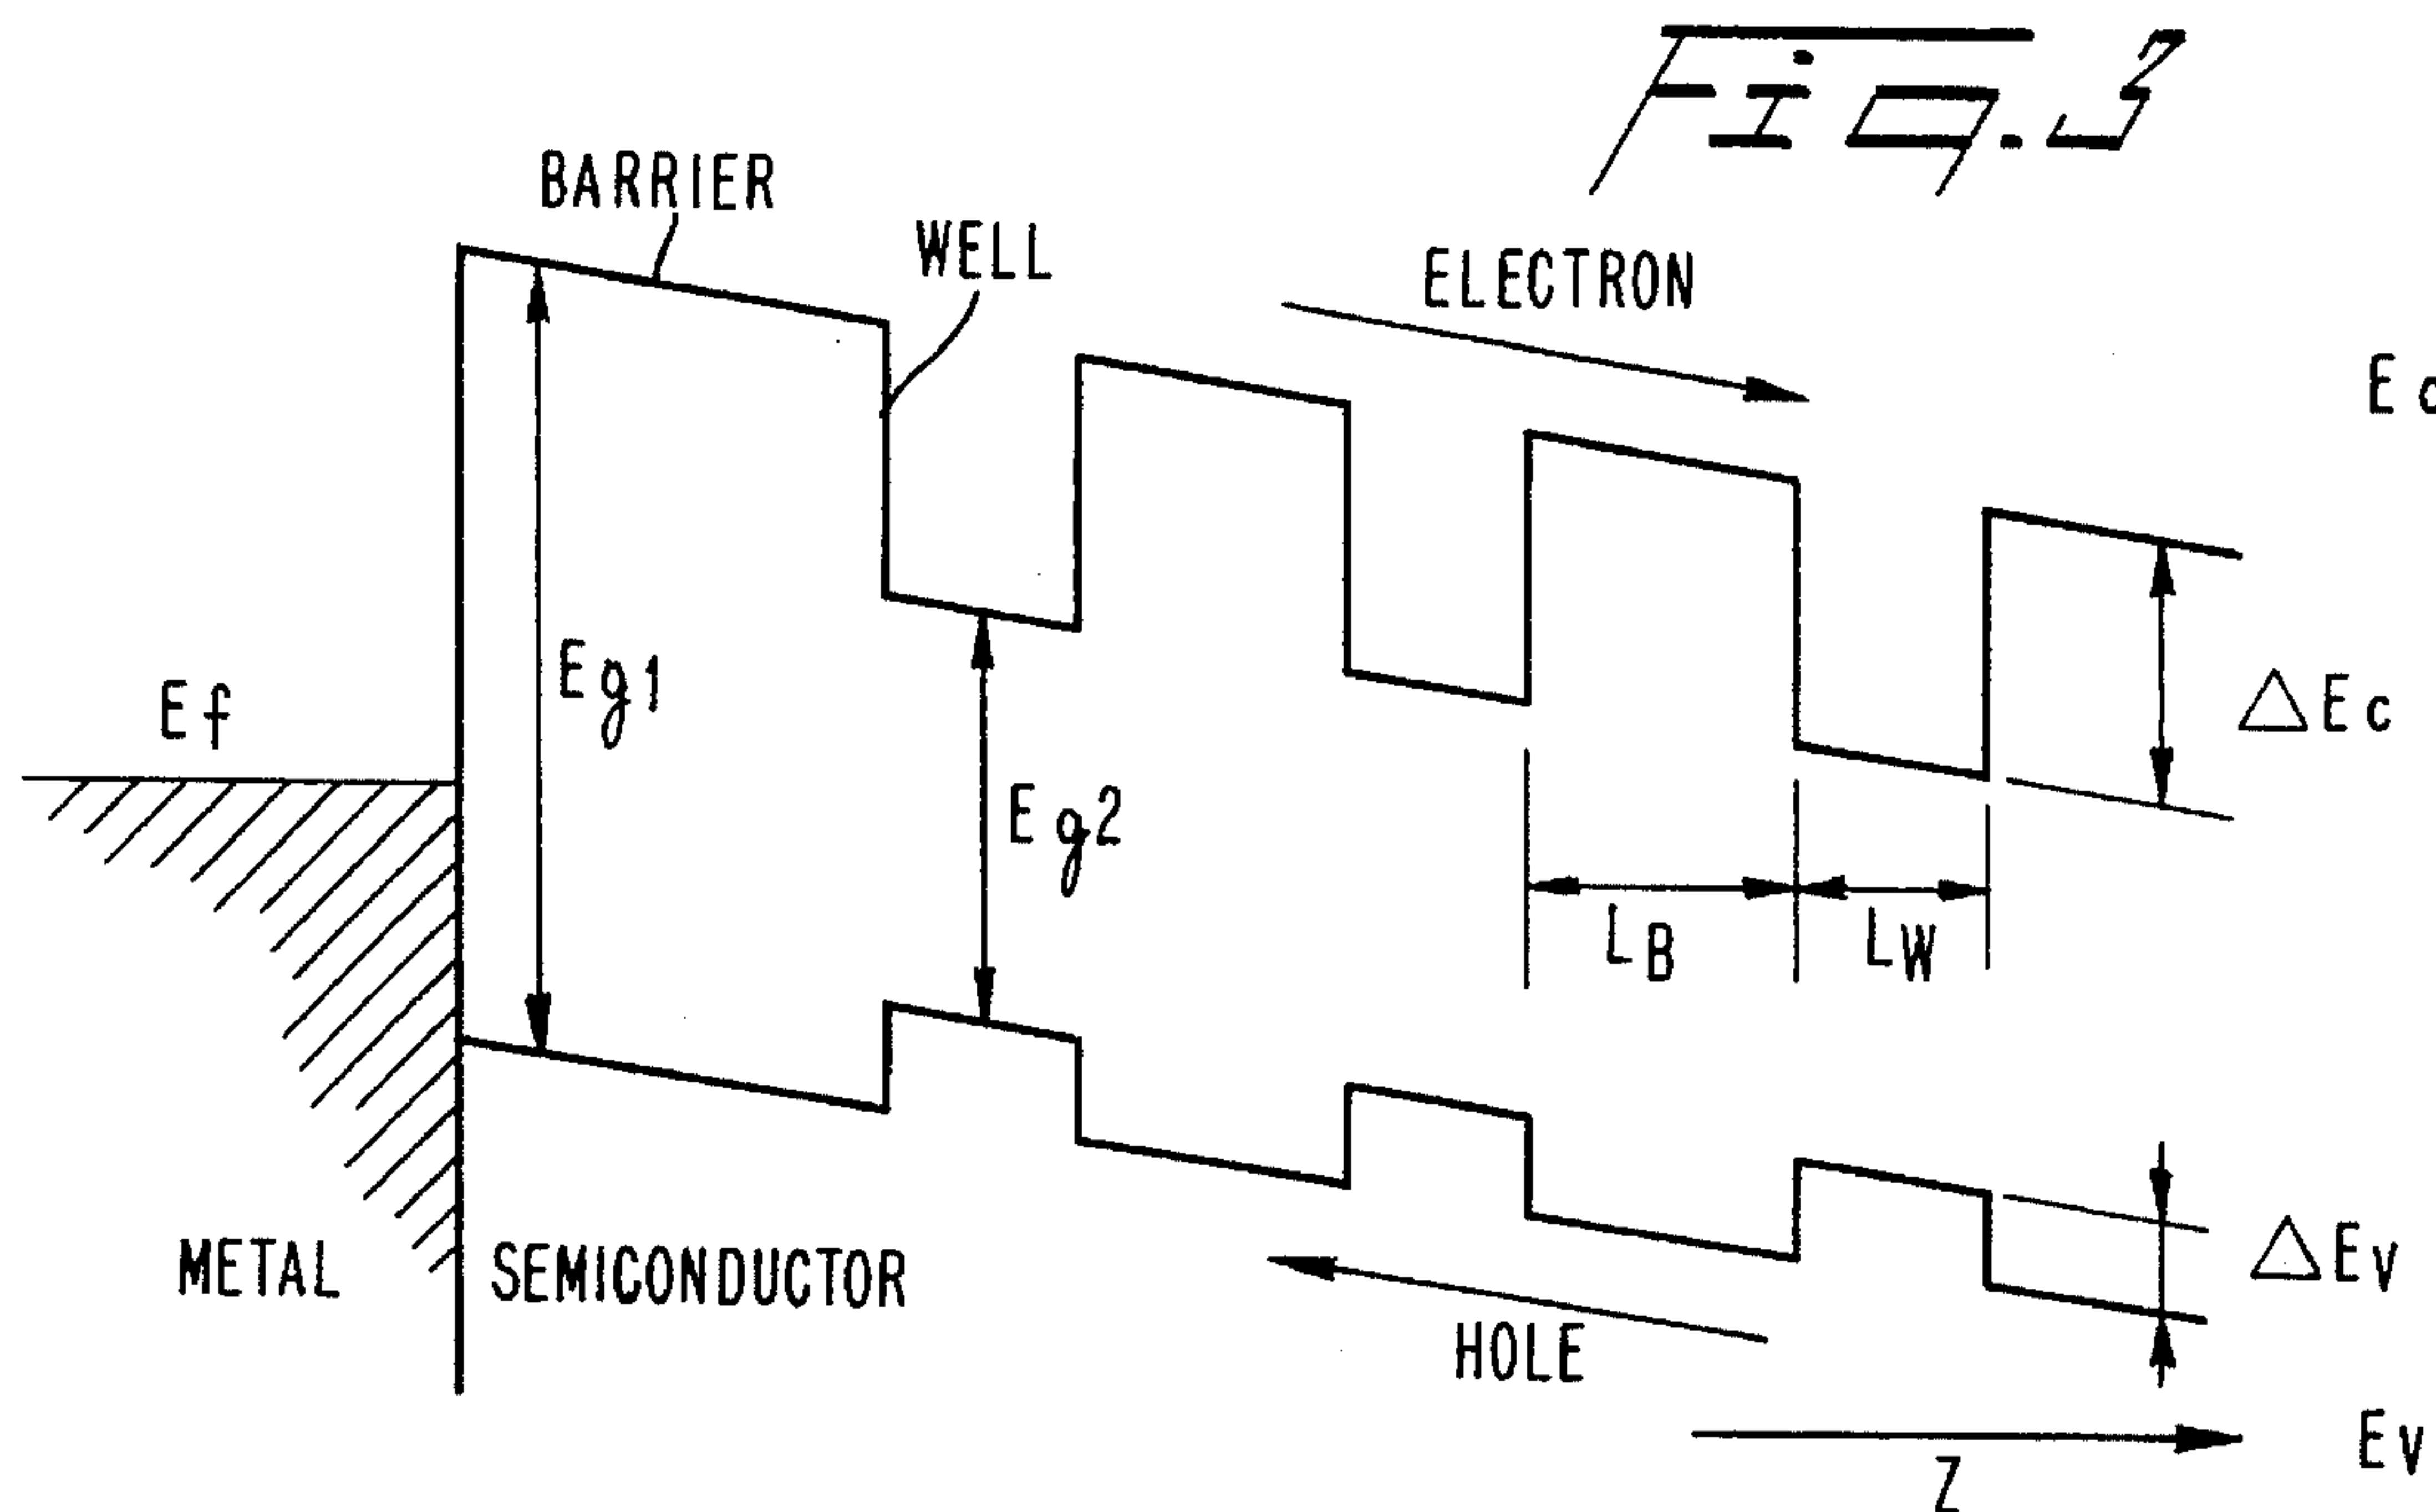 Fig. 3
BARRIER
WELL
ELECTRON
Ec
Eg1
Ef
ΔEc
Eg2
LB
LW
METAL
SEMICONDUCTOR
ΔEv
HOLE
Ev
Z